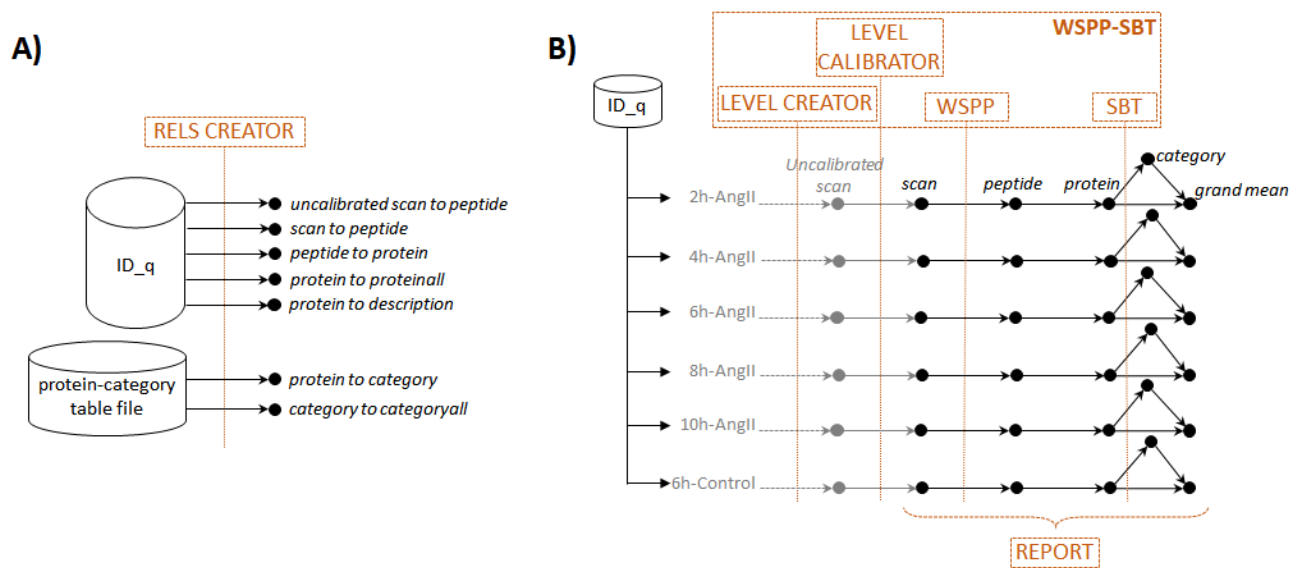 A)
RELS CREATOR
ID_q
uncalibrated scan to peptide
scan to peptide
peptide to protein
protein to proteinall
protein to description
protein-category
table file
protein to category
category to categoryall
B)
WSPP-SBT
LEVEL
CALIBRATOR
ID_q
LEVEL CREATOR
WSPP
SBT
Uncalibrated
scan
scan
peptide
protein
category
grand mean
2h-AngII
4h-AngII
6h-AngII
8h-AngII
10h-AngII
6h-Control
REPORT